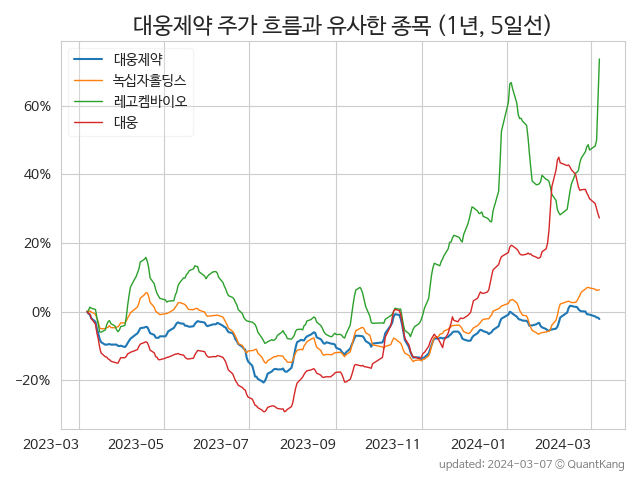 대웅제약 주가 흐름과 유사한 종목 (1년, 5일선)
대웅제약
녹십자홀딩스
레고켐바이오
대웅
60%
40%
20%
0%
−20%
2023-03 2023-05 2023-07 2023-09 2023-11 2024-01 2024-03
updated: 2024-03-07 © QuantKang